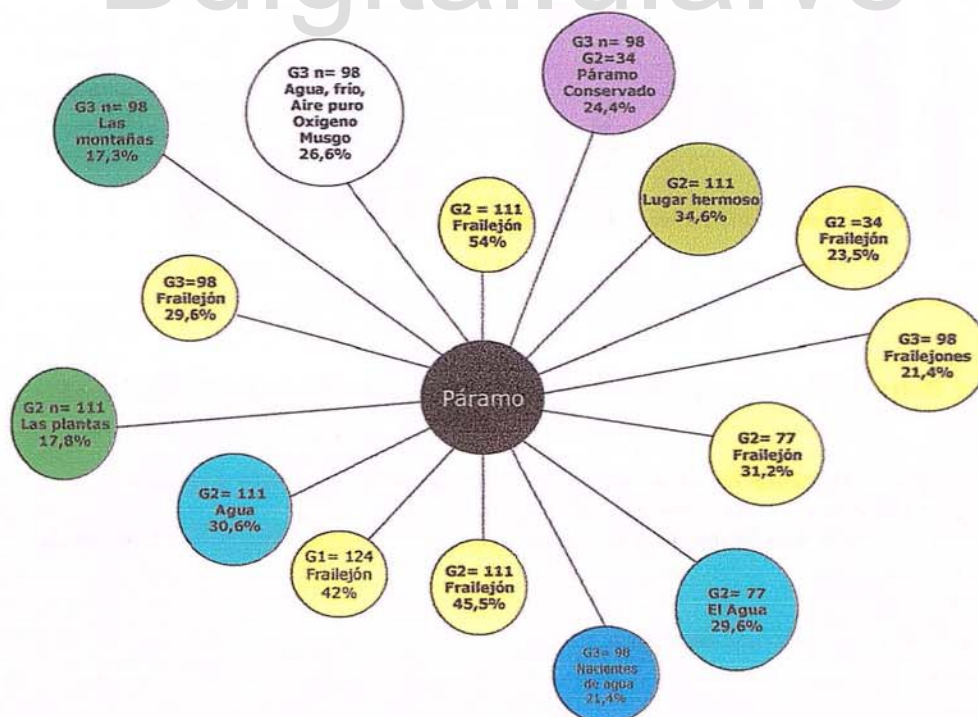 G3 n= 98
Agua, frío,
Aire puro
Oxigeno
Musgo
26,6%
G3 n= 98
G2=34
Páramo
Conservado
24,4%
G3 n= 98
Las
montañas
17,3%
G2= 111
Lugar hermoso
34,6%
G2 = 111
Frailejón
54%
G2 =34
Frailejón
23,5%
G3=98
Frailejón
29,6%
G3= 98
Frailejones
21,4%
Páramo
G2 n= 111
Las plantas
17,8%
G2= 77
Frailejón
31,2%
G2= 111
Agua
30,6%
G1= 124
Frailejón
42%
G2= 111
Frailejón
45,5%
G2= 77
El Agua
29,6%
G3= 98
Nacientes
de agua
21,4%